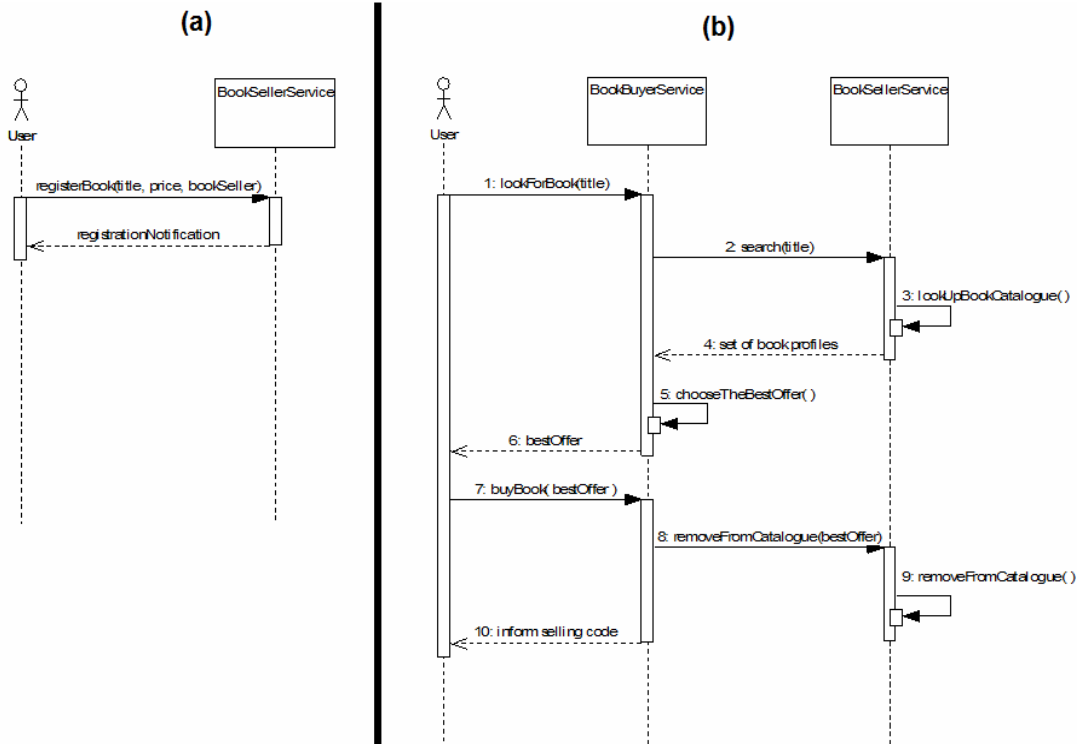 (a)
BookSellerService
User
registerBook(title, price, bookSeller)
registrationNotification
(b)
BookBuyerService
BookSellerService
User
1: lookForBook(title)
2: search(title)
3: lookUpBookCatalogue( )
4: set of book profiles
5: chooseTheBestOffer( )
6: bestOffer
7: buyBook( bestOffer )
8: removeFromCatalogue(bestOffer)
9: removeFromCatalogue( )
10: inform selling code